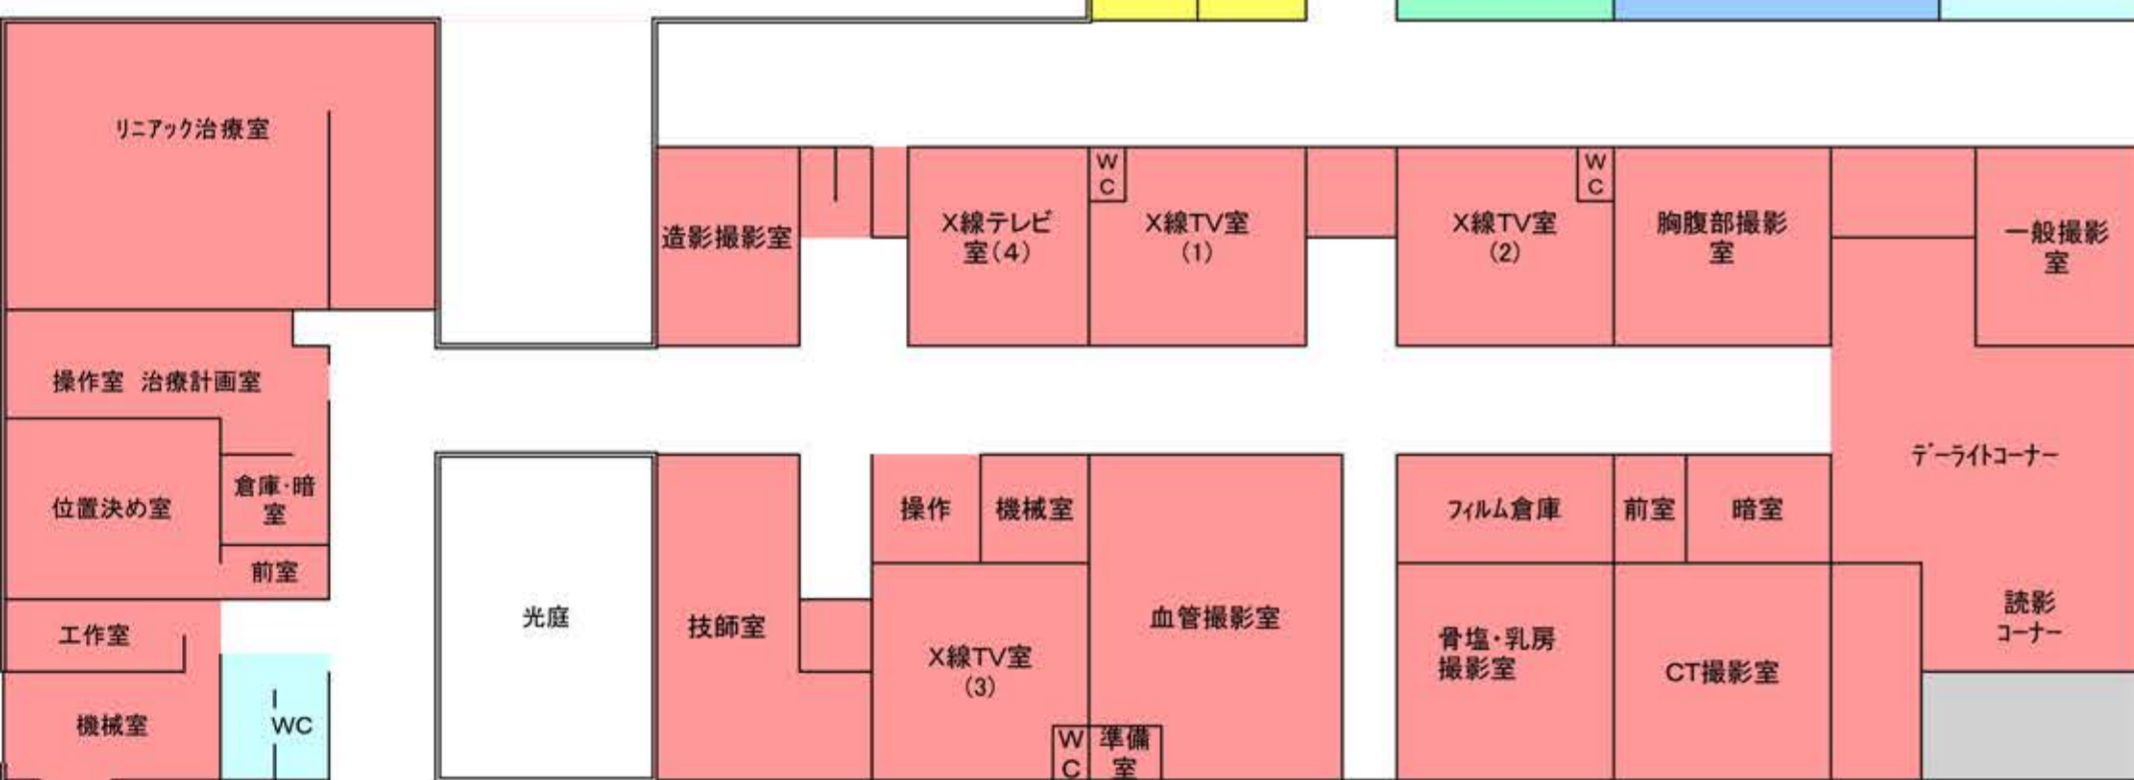 リニアック治療室
操作室 治療計画室
位置決め室
倉庫・暗
室
前室
工作室
機械室
WC
光庭
造影撮影室
X線テレビ
室(4)
W
C
X線TV室
(1)
X線TV室
(2)
W
C
胸腹部撮影
室
一般撮影
室
デーライトコーナー
読影
コーナー
技師室
操作
機械室
X線TV室
(3)
W
C
準備
室
血管撮影室
フィルム倉庫
前室
暗室
骨塩・乳房
撮影室
CT撮影室